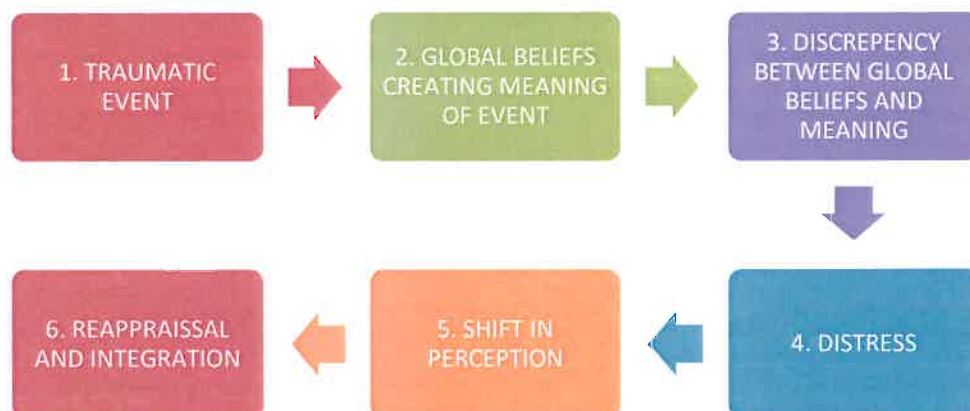 1. TRAUMATIC
EVENT
2. GLOBAL BELIEFS
CREATING MEANING
OF EVENT
3. DISCREPENCY
BETWEEN GLOBAL
BELIEFS AND
MEANING
4. DISTRESS
5. SHIFT IN
PERCEPTION
6. REAPPRAISSAL
AND INTEGRATION